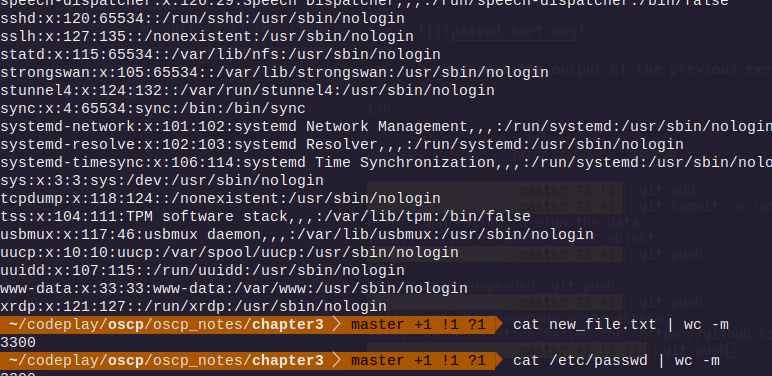 speech-dispatcher:x:126:29:Speech Dispatcher,,,:/run/speech-dispatcher:/bin/false
sshd:x:120:65534::/run/sshd:/usr/sbin/nologin
sslh:x:127:135::/nonexistent:/usr/sbin/nologin
statd:x:115:65534::/var/lib/nfs:/usr/sbin/nologin
strongswan:x:105:65534::/var/lib/strongswan:/usr/sbin/nologin
stunnel4:x:124:132::/var/run/stunnel4:/usr/sbin/nologin
sync:x:4:65534:sync:/bin:/bin/sync
systemd-network:x:101:102:systemd Network Management,,,:/run/systemd:/usr/sbin/nologin
systemd-resolve:x:102:103:systemd Resolver,,,:/run/systemd:/usr/sbin/nologin
systemd-timesync:x:106:114:systemd Time Synchronization,,,:/run/systemd:/usr/sbin/nolo
sys:x:3:3:sys:/dev:/usr/sbin/nologin
tcpdump:x:118:124::/nonexistent:/usr/sbin/nologin
tss:x:104:111:TPM software stack,,,:/var/lib/tpm:/bin/false
usbmux:x:117:46:usbmux daemon,,,:/var/lib/usbmux:/usr/sbin/nologin
uucp:x:10:10:uucp:/var/spool/uucp:/usr/sbin/nologin
uuidd:x:107:115::/run/uuidd:/usr/sbin/nologin
www-data:x:33:33:www-data:/var/www:/usr/sbin/nologin
xrdp:x:121:127::/run/xrdp:/usr/sbin/nologin
~/codeplay/oscp/oscp_notes/chapter3 master +1 !1 ?1 cat new_file.txt | wc -m
3300
~/codeplay/oscp/oscp_notes/chapter3 master +1 !1 ?1 cat /etc/passwd | wc -m
3300